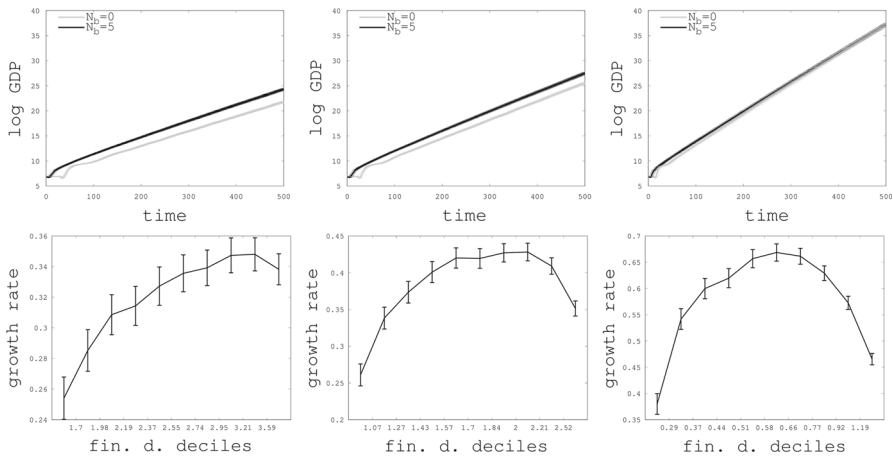 40
35
30
25
20
15
10
5
log GDP
N_b=0
N_b=5
0 100 200 300 400 500
time
40
35
30
25
20
15
10
5
log GDP
N_b=0
N_b=5
0 100 200 300 400 500
time
40
35
30
25
20
15
10
5
log GDP
N_b=0
N_b=5
0 100 200 300 400 500
time
0.36
0.34
0.32
0.3
0.28
0.26
0.24
growth rate
1.7 1.98 2.19 2.37 2.55 2.74 2.95 3.21 3.59
fin. d. deciles
0.45
0.4
0.35
0.3
0.25
0.2
growth rate
1.07 1.27 1.43 1.57 1.7 1.84 2 2.21 2.52
fin. d. deciles
0.7
0.65
0.6
0.55
0.5
0.45
0.4
0.35
growth rate
0.29 0.37 0.44 0.51 0.58 0.66 0.77 0.92 1.19
fin. d. deciles